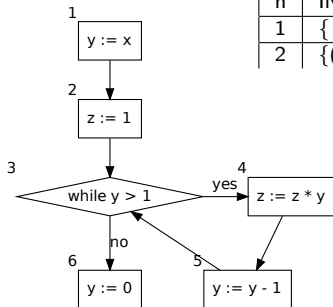 1
y := x
1 {
2 {(
2
z := 1
3
while y > 1
yes
4
z := z * y
no
6
y := 0
5
y := y - 1